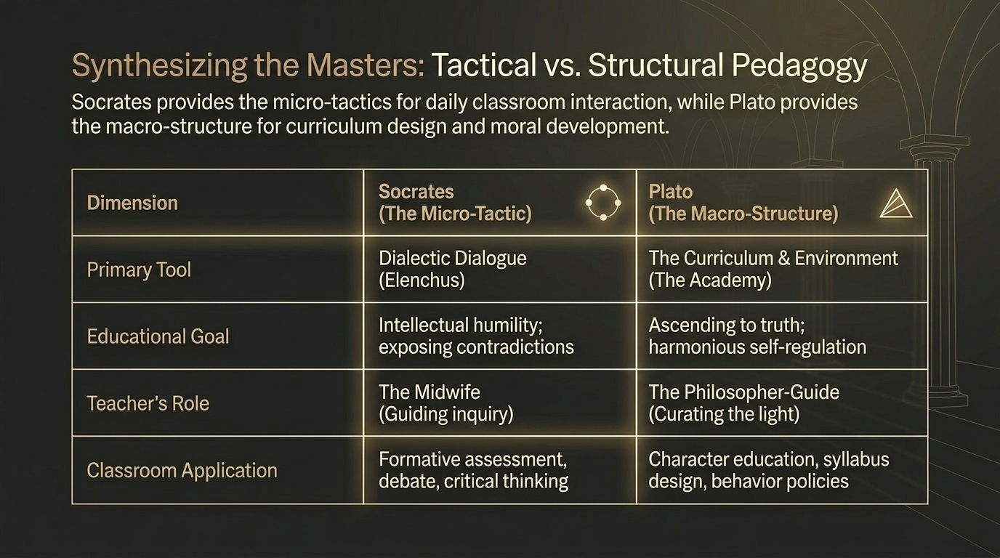 Synthesizing the Masters: Tactical vs. Structural Pedagogy
Socrates provides the micro-tactics for daily classroom interaction, while Plato provides
the macro-structure for curriculum design and moral development.
Dimension
Socrates
(The Micro-Tactic)
Plato
(The Macro-Structure)
Primary Tool
Dialectic Dialogue
(Elenchus)
The Curriculum & Environment
(The Academy)
Educational Goal
Intellectual humility;
exposing contradictions
Ascending to truth;
harmonious self-regulation
Teacher’s Role
The Midwife
(Guiding inquiry)
The Philosopher-Guide
(Curating the light)
Classroom Application
Formative assessment,
debate, critical thinking
Character education, syllabus
design, behavior policies